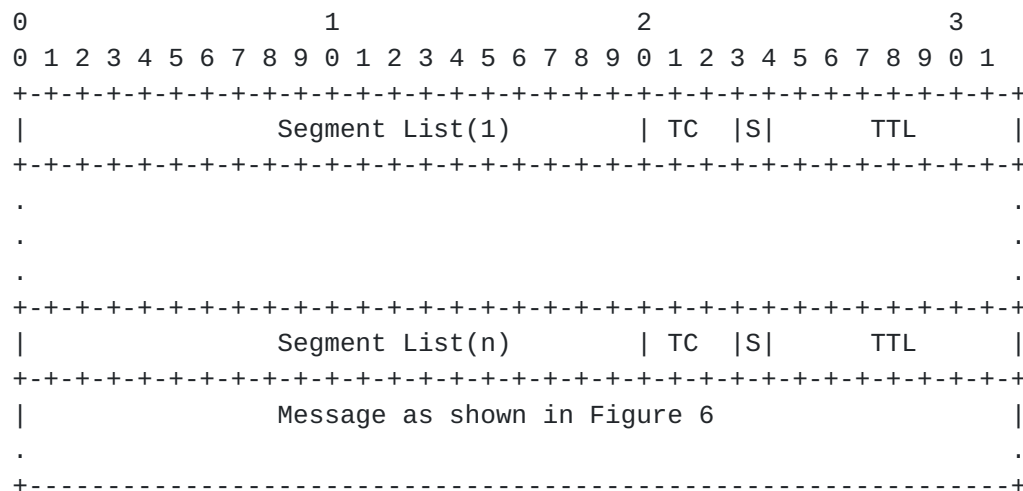 0                   1                   2                   3
0 1 2 3 4 5 6 7 8 9 0 1 2 3 4 5 6 7 8 9 0 1 2 3 4 5 6 7 8 9 0 1
+-+-+-+-+-+-+-+-+-+-+-+-+-+-+-+-+-+-+-+-+-+-+-+-+-+-+-+-+-+-+-+-+
|                Segment List(1)        | TC  |S|      TTL      |
+-+-+-+-+-+-+-+-+-+-+-+-+-+-+-+-+-+-+-+-+-+-+-+-+-+-+-+-+-+-+-+-+
.                                                               .
.                                                               .
.                                                               .
+-+-+-+-+-+-+-+-+-+-+-+-+-+-+-+-+-+-+-+-+-+-+-+-+-+-+-+-+-+-+-+-+
|                Segment List(n)        | TC  |S|      TTL      |
+-+-+-+-+-+-+-+-+-+-+-+-+-+-+-+-+-+-+-+-+-+-+-+-+-+-+-+-+-+-+-+-+
|                Message as shown in Figure 6                   |
.                                                               .
+---------------------------------------------------------------+